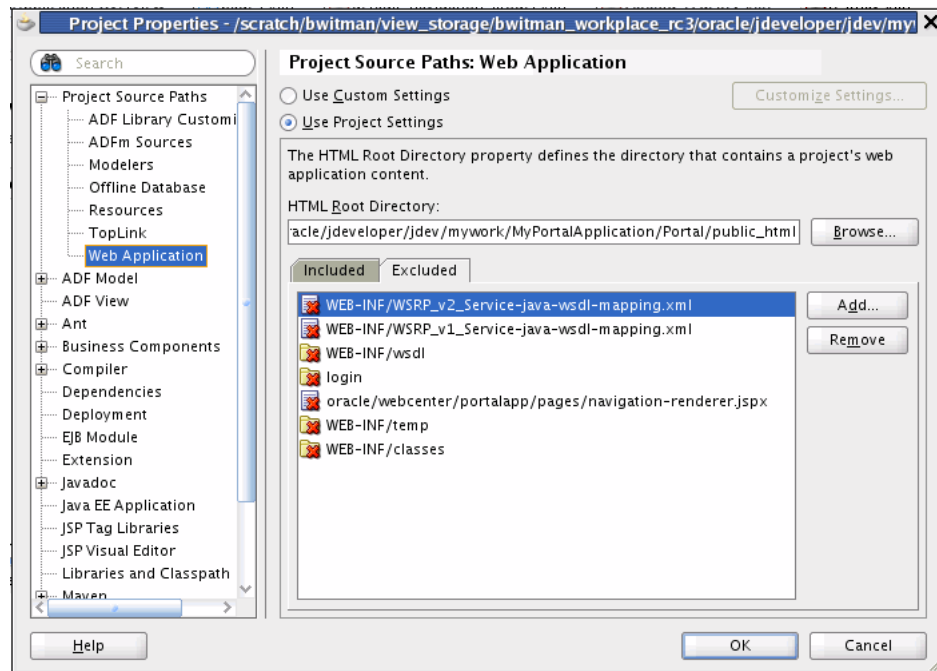 Project Properties - /scratch/bwitman/view_storage/bwitman_workplace_rc3/oracle/jdeveloper/jdev/myw
Search
Project Source Paths
ADF Library Customi
ADFm Sources
Modelers
Offline Database
Resources
TopLink
Web Application
ADF Model
ADF View
Ant
Business Components
Compiler
Dependencies
Deployment
EJB Module
Extension
Javadoc
Java EE Application
JSP Tag Libraries
JSP Visual Editor
Libraries and Classpath
Maven
Project Source Paths: Web Application
Use Custom Settings
Customize Settings...
Use Project Settings
The HTML Root Directory property defines the directory that contains a project's web
application content.
HTML Root Directory:
acle/jdeveloper/jdev/mywork/MyPortalApplication/Portal/public_html
Browse...
Included
Excluded
WEB-INF/WSRP_v2_Service-java-wsdl-mapping.xml
WEB-INF/WSRP_v1_Service-java-wsdl-mapping.xml
WEB-INF/wsdl
login
oracle/webcenter/portalapp/pages/navigation-renderer.jspx
WEB-INF/temp
WEB-INF/classes
Add...
Remove
Help
OK
Cancel